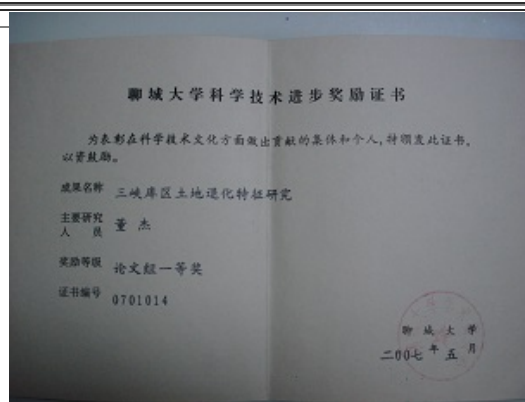 聊城大学科学技术进步奖励证书
为表彰在科学技术文化方面做出贡献的集体和个人,特颁发此证书,
以资鼓励。
成果名称 三峡库区土地退化特征研究
主要研究人员 董杰
奖励等级 论文组一等奖
证书编号 0701014
聊城大学
二00七年五月